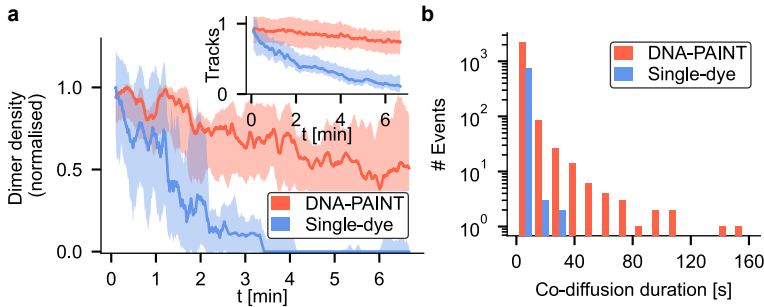 a
Dimer density
(normalised)
1.0
0.5
0.0
0
1
2
3
4
5
6
t [min]
DNA-PAINT
Single-dye
Tracks
1
0
0
2
4
6
t [min]
b
# Events
10³
10²
10¹
10⁰
0
40
80
120
160
Co-diffusion duration [s]
DNA-PAINT
Single-dye